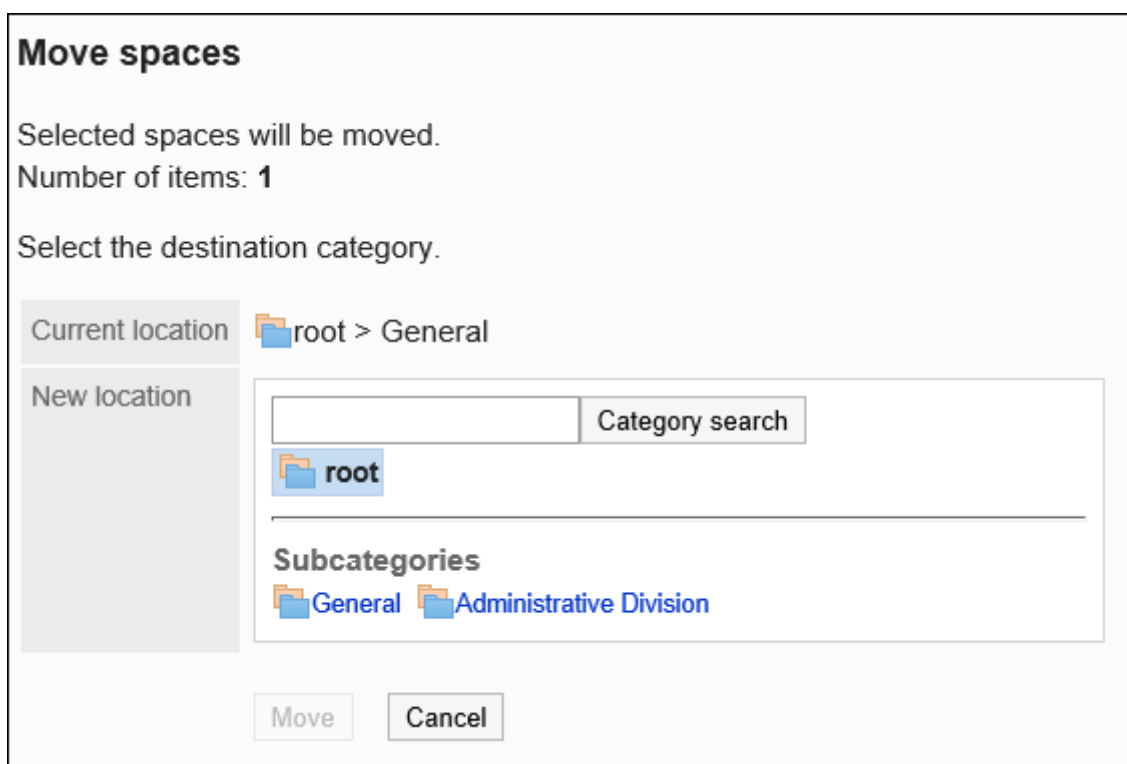 Move spaces
Selected spaces will be moved.
Number of items: 1
Select the destination category.
Current location root > General
New location
Category search
root
Subcategories
General Administrative Division
Move Cancel